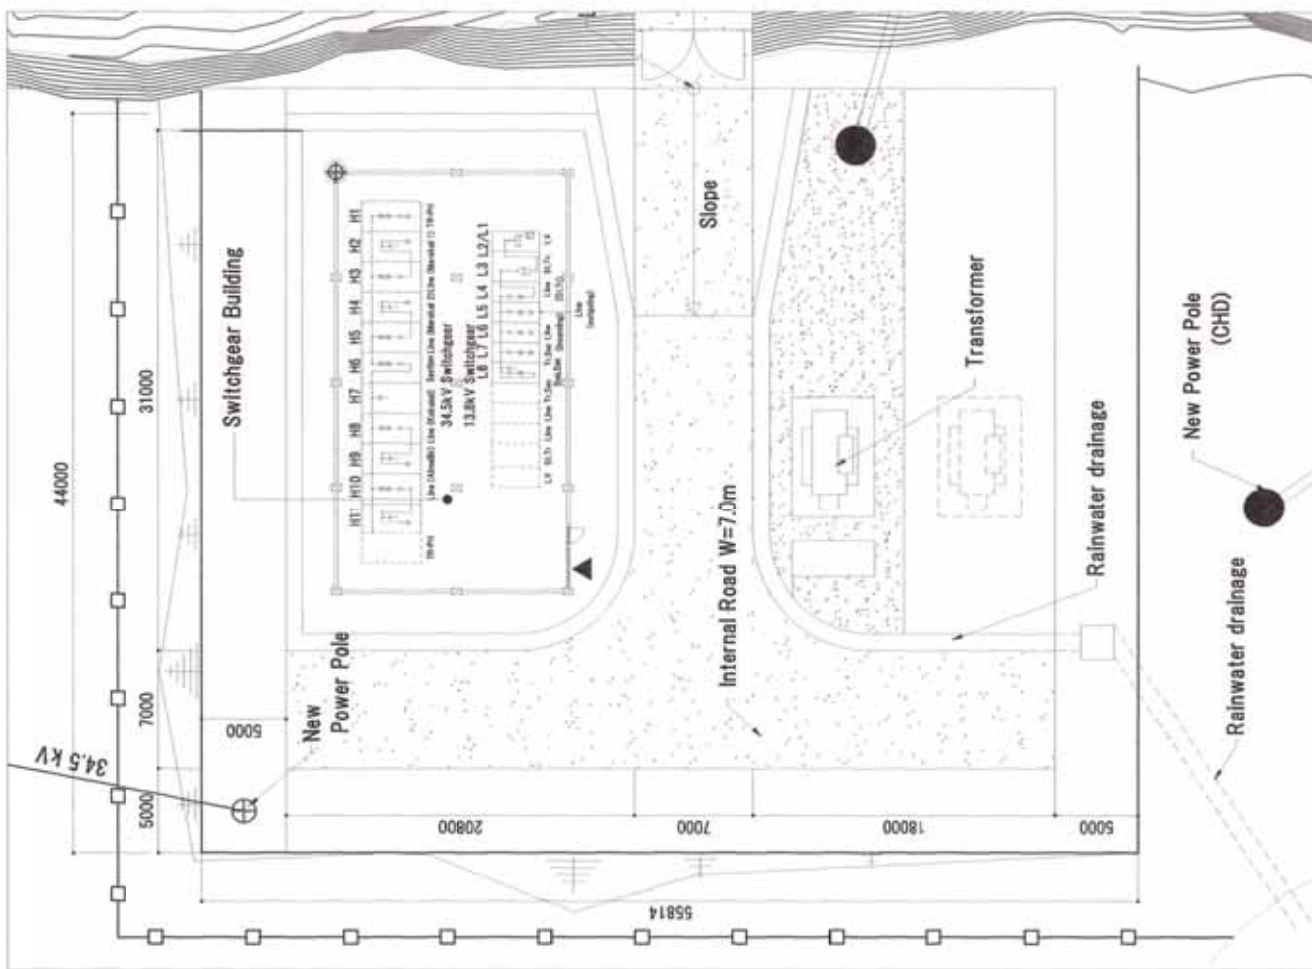 Switchgear Building
H1
H2
H3
H4
H5
H6
H7
H8
H9
H10
H1
34.5kV Switchgear
13.8kV Switchgear
L8 L7 L6 L5 L4 L3 L2/L1
Slope
Transformer
New Power Pole
(CHD)
Rainwater drainage
Rainwater drainage
Internal Road W=7.0m
New
Power Pole
34.5 kV
44000
31000
7000
5000
5000
20800
7000
18000
5000
55814